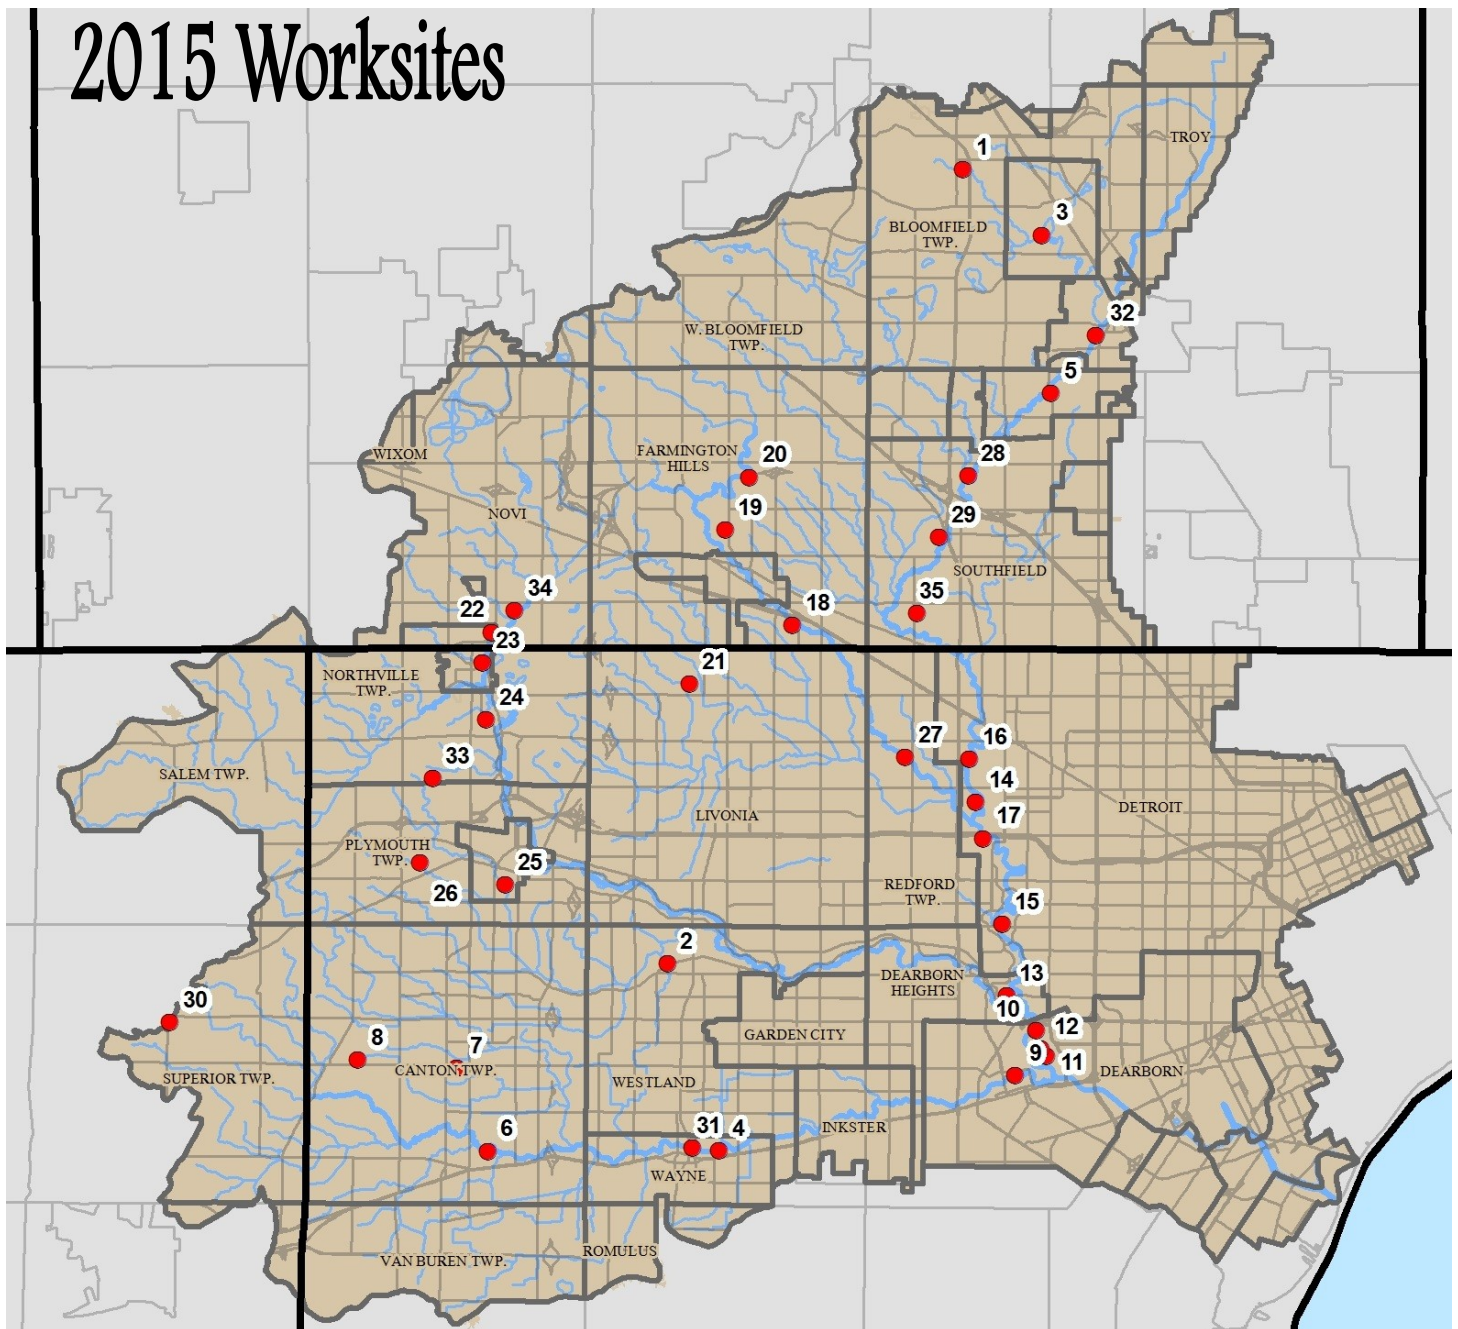 2015 Worksites
TROY
1
3
BLOOMFIELD
TWP.
32
W. BLOOMFIELD
TWP.
5
WIXOM
FARMINGTON
HILLS
20
28
19
NOVI
29
SOUTHFIELD
34
22
18
35
23
21
NORTHVILLE
TWP.
24
27
16
33
SALEM TWP.
14
DETROIT
17
LIVONIA
PLYMOUTH
TWP.
25
26
REDFORD
TWP.
15
2
13
DEARBORN
HEIGHTS
30
10
12
GARDEN CITY
8
7
9
11
CANTON TWP.
SUPERIOR TWP.
WESTLAND
DEARBORN
6
31
4
INKSTER
WAYNE
ROMULUS
VAN BUREN TWP.